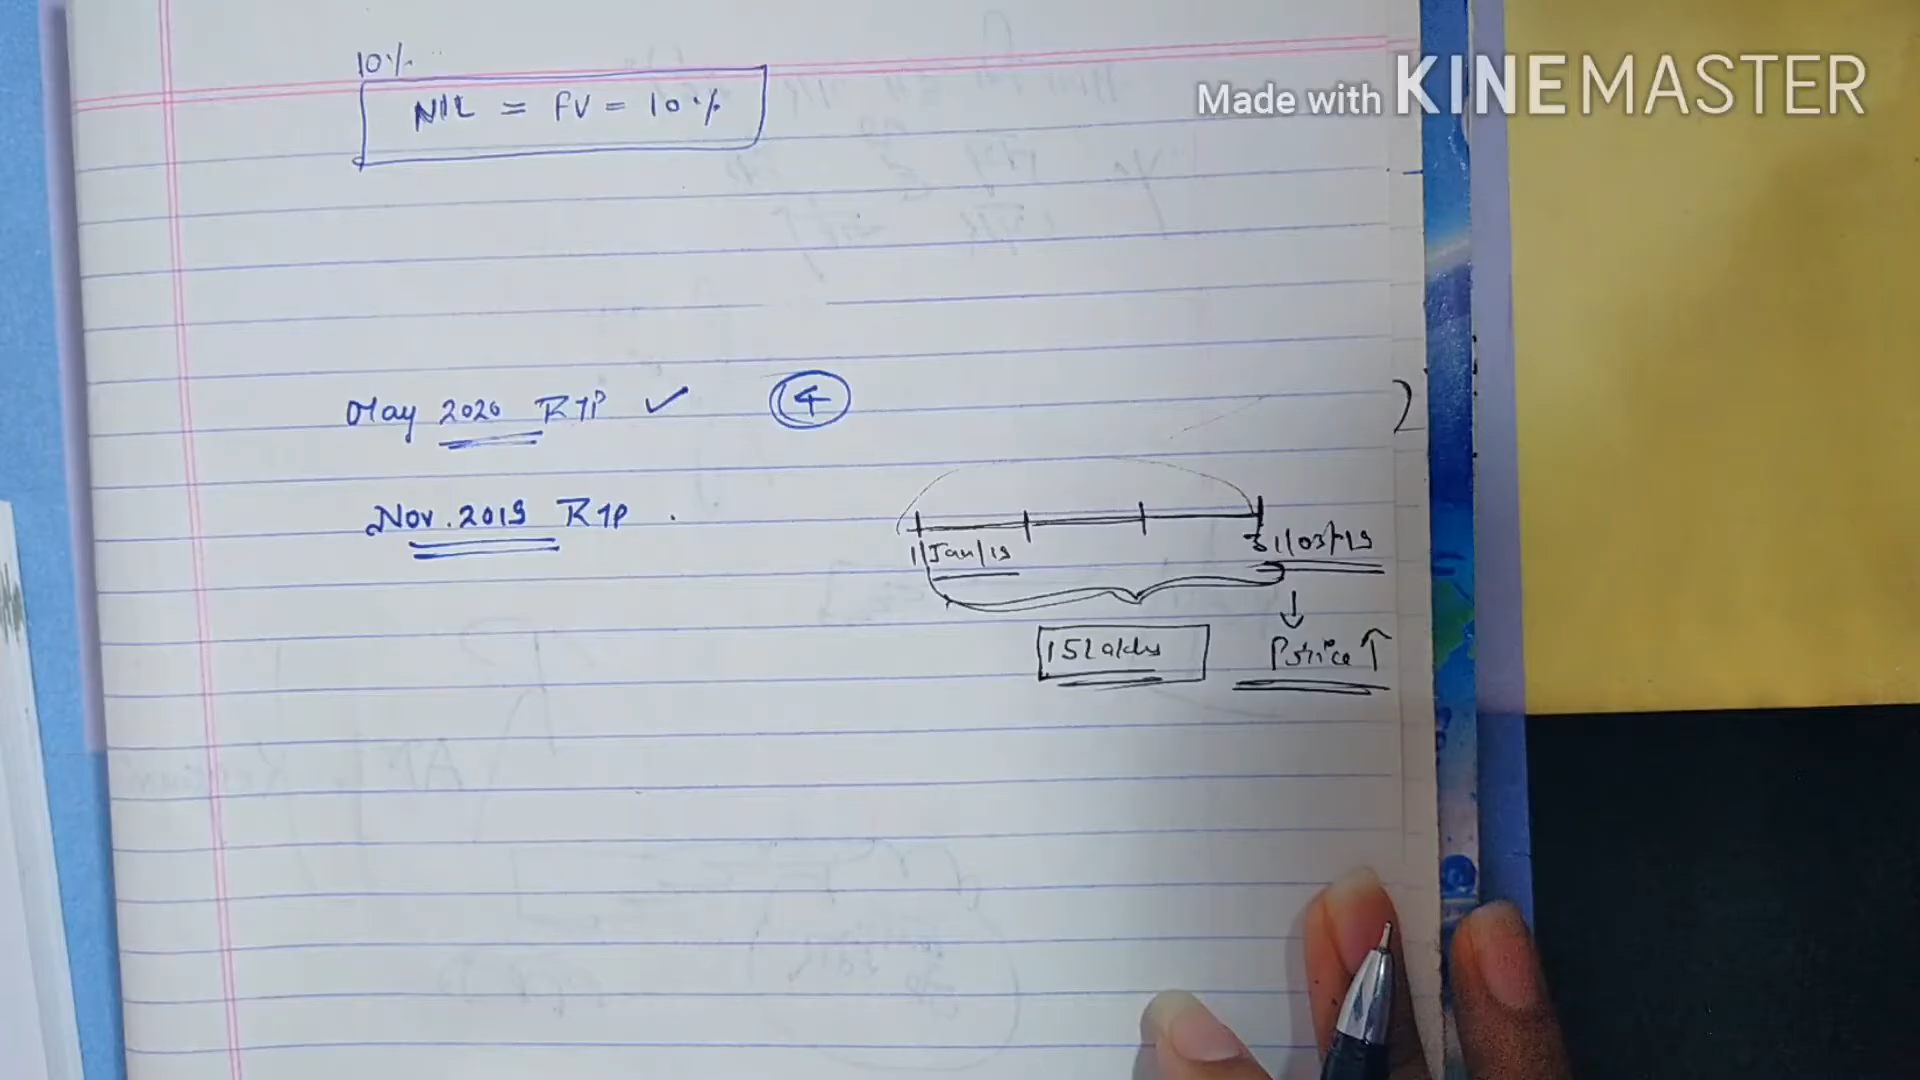 10%
Made with KINEMASTER
NIL = FV = 10%
May 2020 RTP ✓ 4
Nov. 2019 RTP .
1/Jan/19 31/03/19
15 Lakhs Price ↑